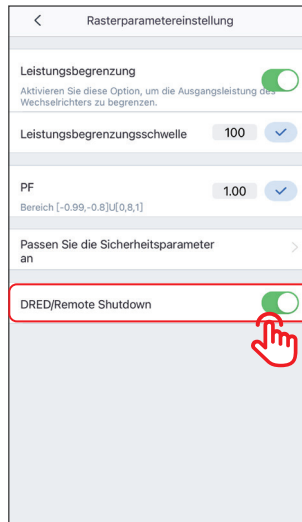 Rasterparametereinstellung
Leistungsbegrenzung
Aktivieren Sie diese Option, um die Ausgangsleistung des
Wechselrichters zu begrenzen.
Leistungsbegrenzungsschwelle 100
PF 1.00
Bereich [-0.99,-0.8]U[0,8,1]
Passen Sie die Sicherheitsparameter
an
DRED/Remote Shutdown